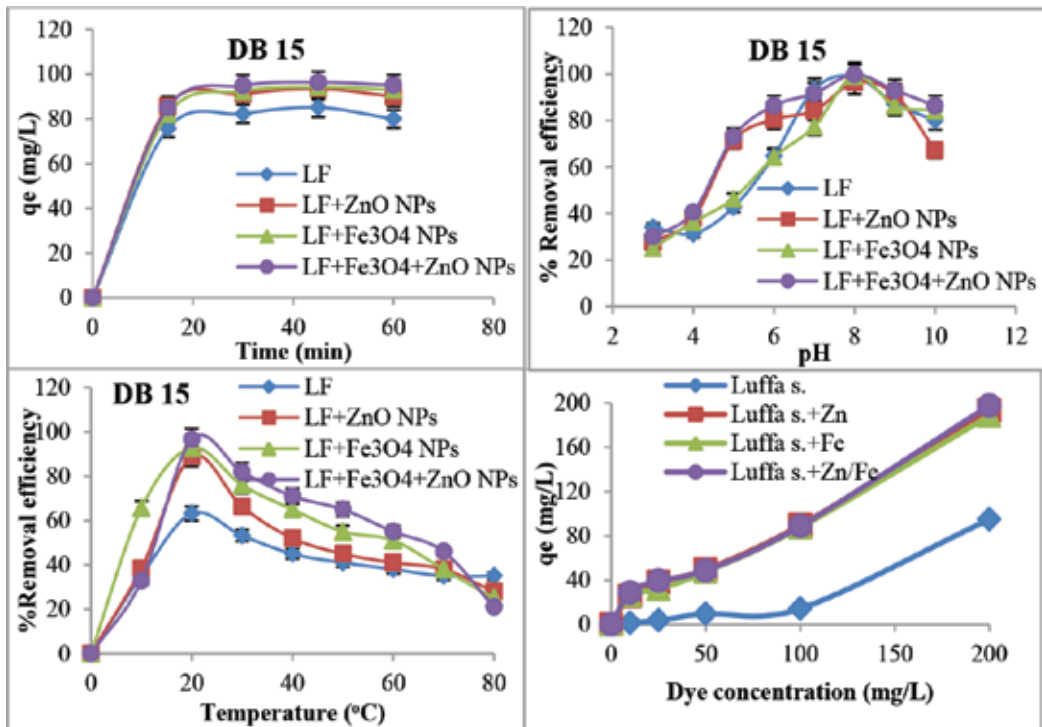 DB 15
qe (mg/L)
120
100
80
60
40
20
0
LF
LF+ZnO NPs
LF+Fe3O4 NPs
LF+Fe3O4+ZnO NPs
0 20 40 60 80
Time (min)
DB 15
% Removal efficiency
120
100
80
60
40
20
0
LF
LF+ZnO NPs
LF+Fe3O4 NPs
LF+Fe3O4+ZnO NPs
2 4 6 8 10 12
pH
DB 15
%Removal efficiency
120
100
80
60
40
20
0
LF
LF+ZnO NPs
LF+Fe3O4 NPs
LF+Fe3O4+ZnO NPs
0 20 40 60 80
Temperature (°C)
qe (mg/L)
200
160
120
80
40
0
Luffa s.
Luffa s.+Zn
Luffa s.+Fe
Luffa s.+Zn/Fe
0 50 100 150 200
Dye concentration (mg/L)